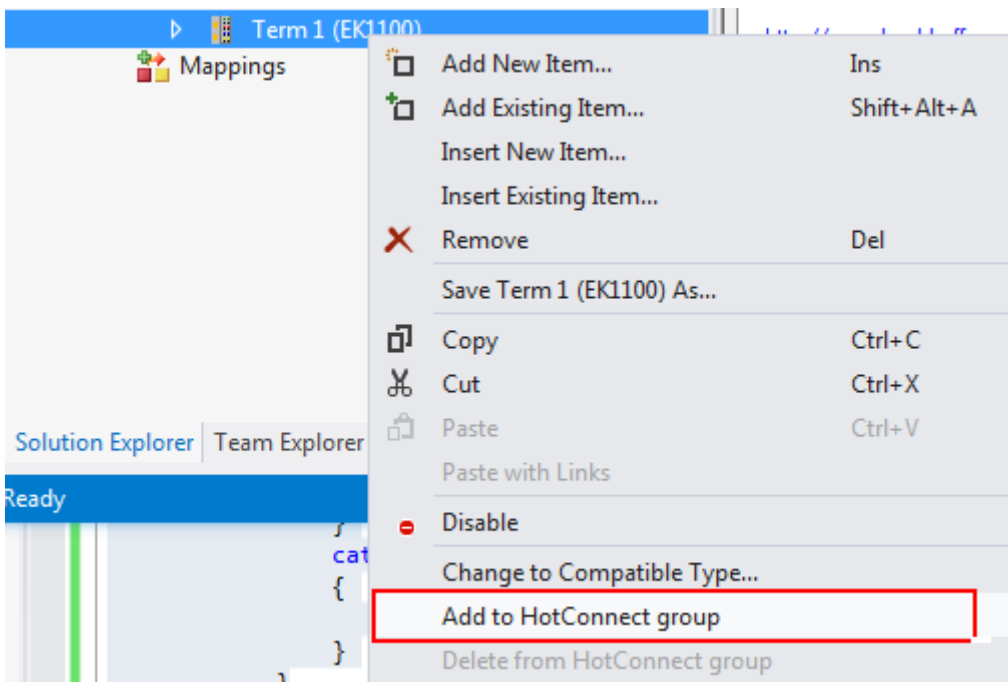 Term 1 (EK1100)
Mappings
Add New Item... Ins
Add Existing Item... Shift+Alt+A
Insert New Item...
Insert Existing Item...
Remove Del
Save Term 1 (EK1100) As...
Copy Ctrl+C
Cut Ctrl+X
Paste Ctrl+V
Paste with Links
Disable
Change to Compatible Type...
Add to HotConnect group
Delete from HotConnect group
Solution Explorer Team Explorer
Ready
}
cat
{
}
}